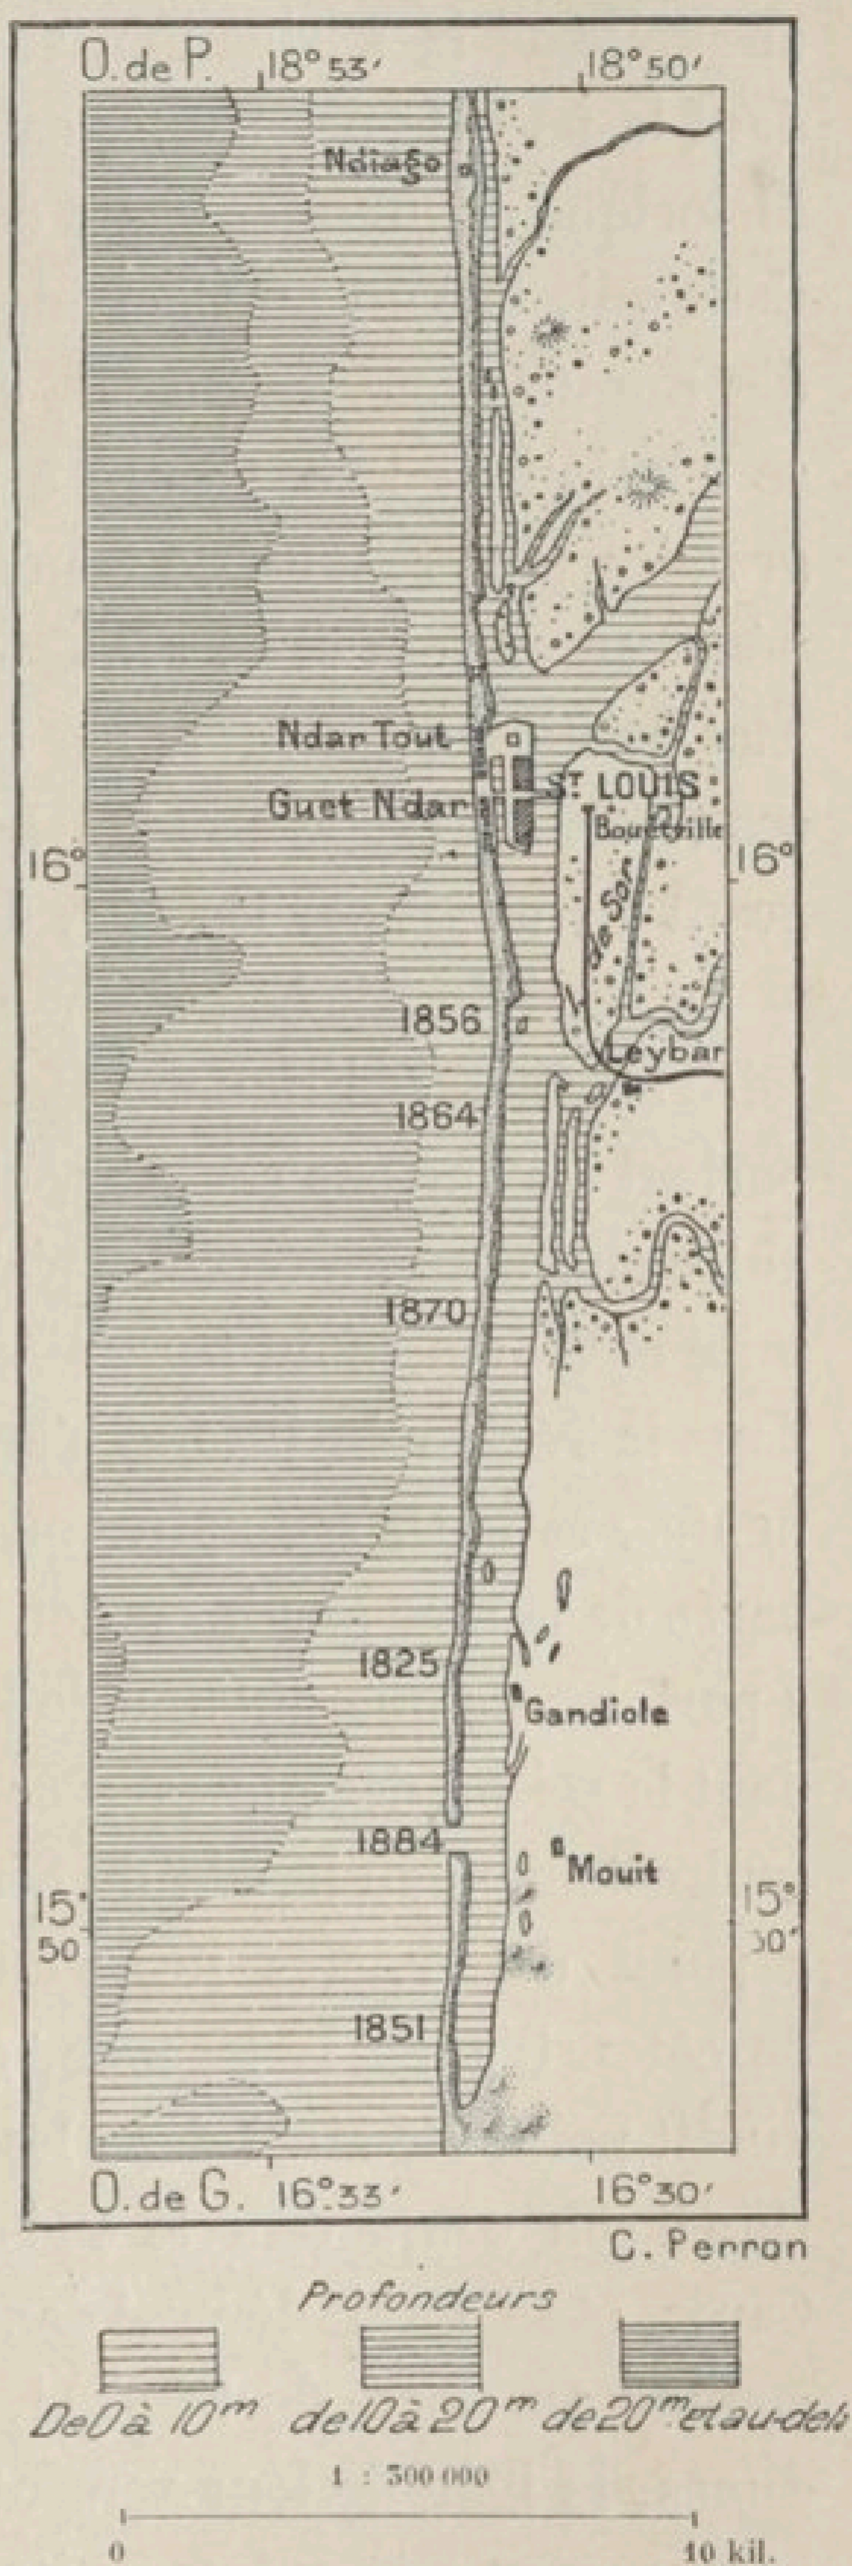 O. de P. 18°53′ 18°50′
Ndiago
Ndar Tout
ST LOUIS
Guet Ndar
Bouëtville
16° 16°
de Sor
1856
Leybar
1864
1870
1825
Gandiole
1884
Mouit
15° 15°
50′ 50′
1851
O. de G. 16°33′ 16°30′
C. Perron
Profondeurs
De 0 à 10m de 10 à 20m de 20m et au-delà
1 : 300 000
0 10 kil.